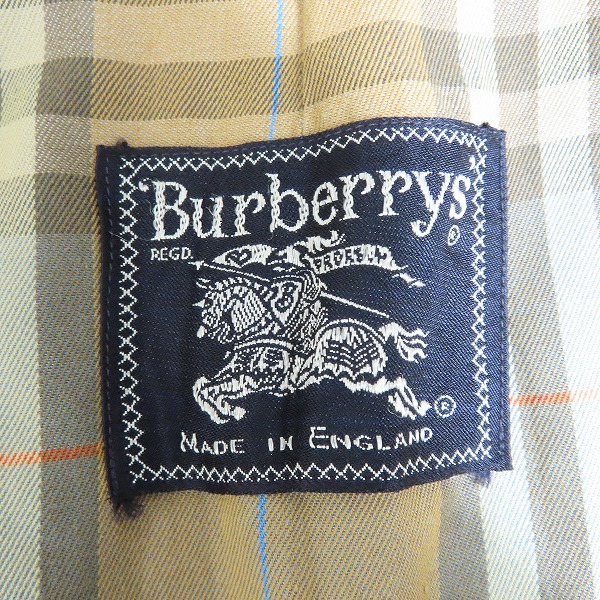 Burberrys'
®
REGD.
PRORSUM
®
MADE IN ENGLAND